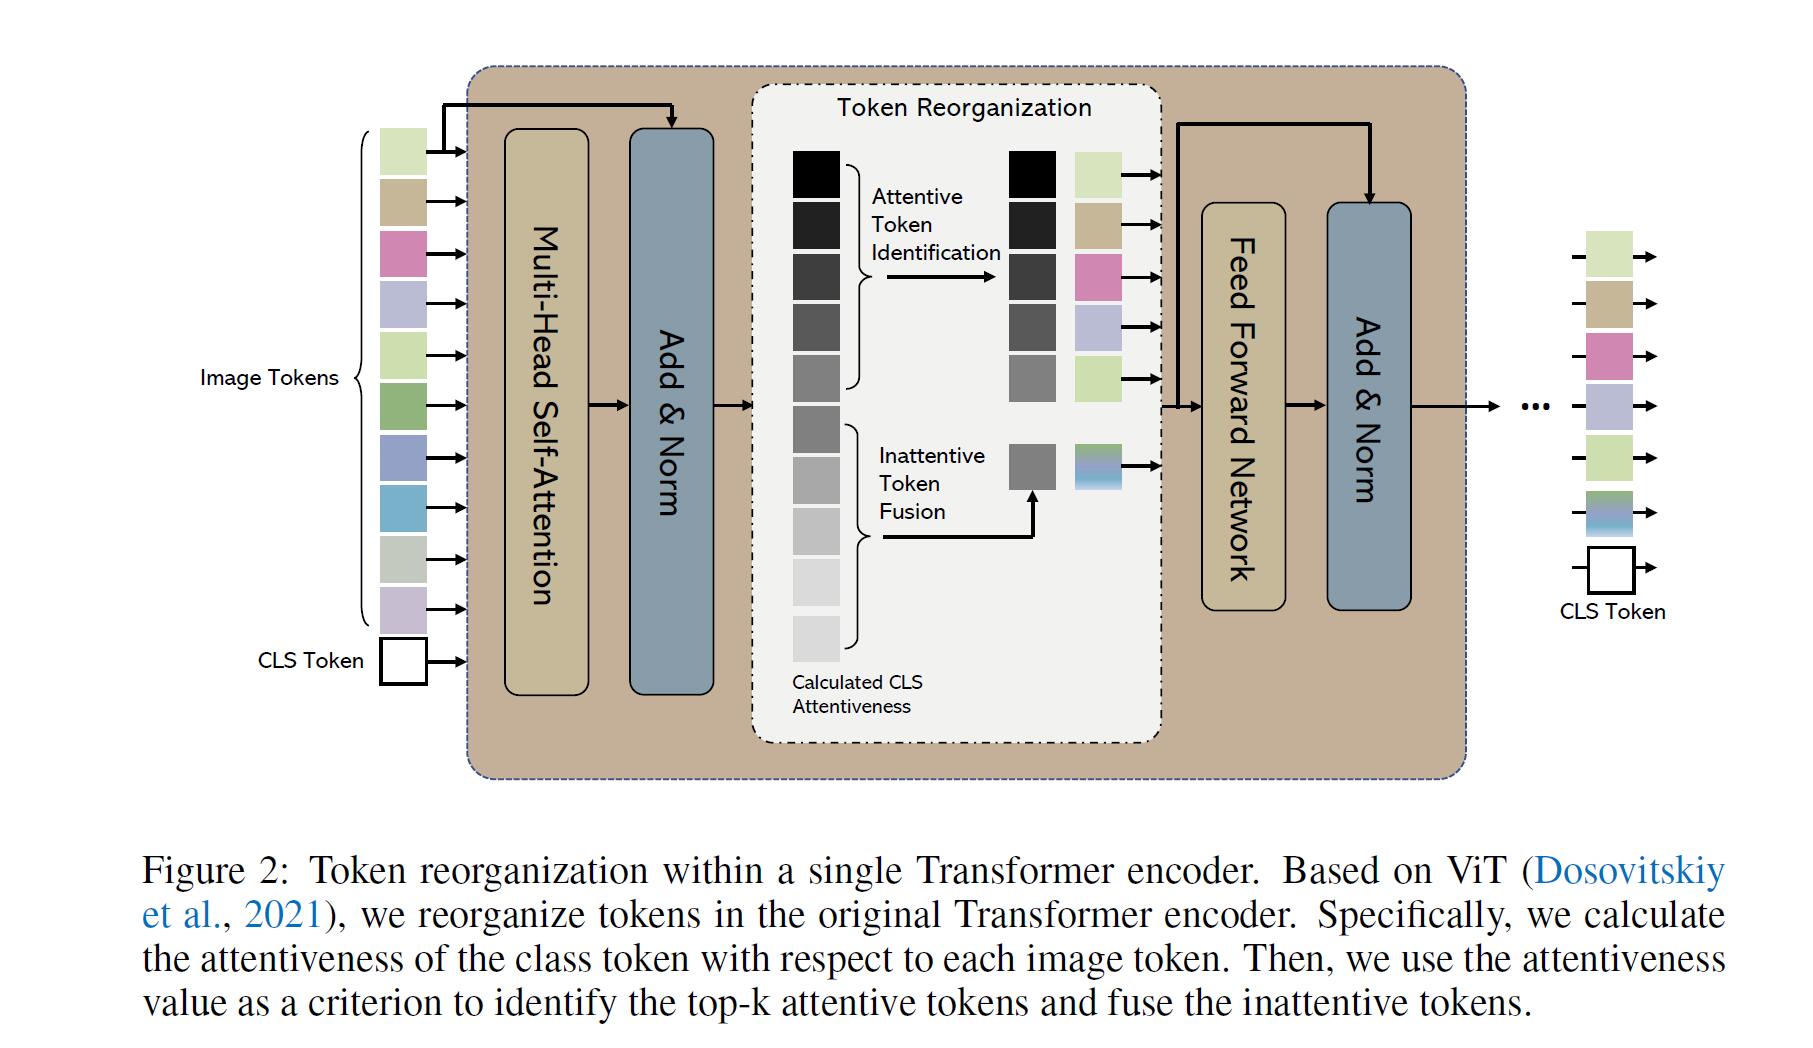 Token Reorganization
Image Tokens
CLS Token
Multi-Head Self-Attention
Add & Norm
Attentive
Token
Identification
Inattentive
Token
Fusion
Calculated CLS
Attentiveness
Feed Forward Network
Add & Norm
...
CLS Token
Figure 2: Token reorganization within a single Transformer encoder. Based on ViT (Dosovitskiy
et al., 2021), we reorganize tokens in the original Transformer encoder. Specifically, we calculate
the attentiveness of the class token with respect to each image token. Then, we use the attentiveness
value as a criterion to identify the top-k attentive tokens and fuse the inattentive tokens.